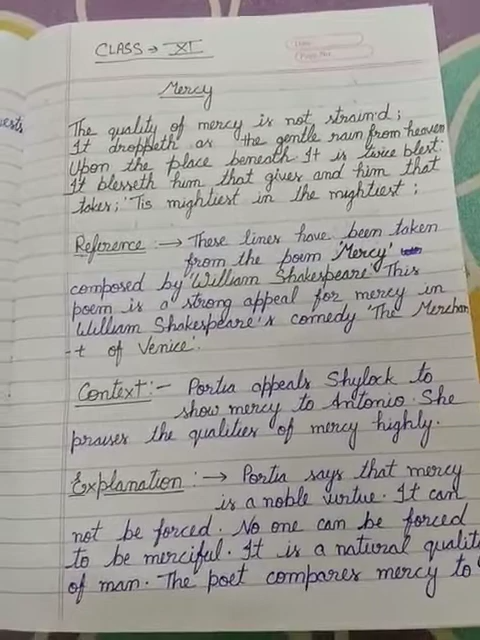 CLASS → XI
Date
Page No.
uests
Mercy
The quality of mercy is not strain'd;
It droppeth as the gentle rain from heaven
Upon the place beneath. It is twice blest:
It blesseth him that gives and him that
takes; 'Tis mightiest in the mightiest;
Reference :→ These lines have been taken
from the poem 'Mercy'
composed by 'William Shakespeare'. This
poem is a strong appeal for mercy in
William Shakespeare's comedy 'The Merchan
-t of Venice'.
Context :- Portia appeals Shylock to
show mercy to Antonio. She
praises the qualities of mercy highly.
Explanation :→ Portia says that mercy
is a noble virtue. It can
not be forced. No one can be forced
to be merciful. It is a natural qualit
of man. The poet compares mercy to